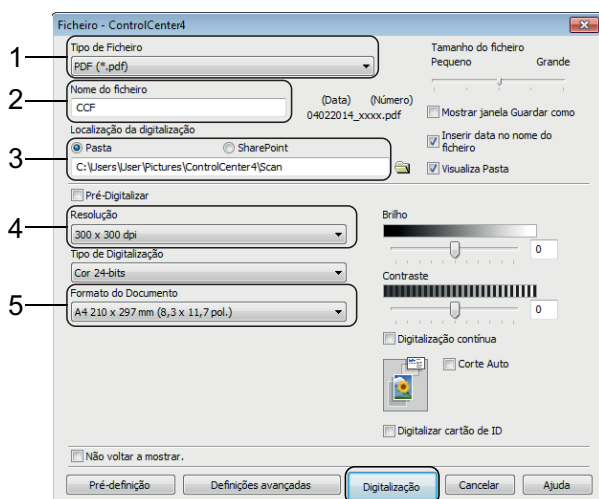 Ficheiro - ControlCenter4
1
Tipo de Ficheiro
PDF (*.pdf)
Tamanho do ficheiro
Pequeno Grande
2
Nome do ficheiro
CCF
(Data) (Número)
04022014_xxxx.pdf
Mostrar janela Guardar como
Inserir data no nome do
ficheiro
Visualiza Pasta
3
Localização da digitalização
Pasta SharePoint
C:\Users\User\Pictures\ControlCenter4\Scan
Pré-Digitalizar
4
Resolução
300 x 300 dpi
Tipo de Digitalização
Cor 24-bits
5
Formato do Documento
A4 210 x 297 mm (8,3 x 11,7 pol.)
Brilho
0
Contraste
0
Digitalização contínua
Corte Auto
Digitalizar cartão de ID
Não voltar a mostrar.
Pré-definição Definições avançadas Digitalização Cancelar Ajuda